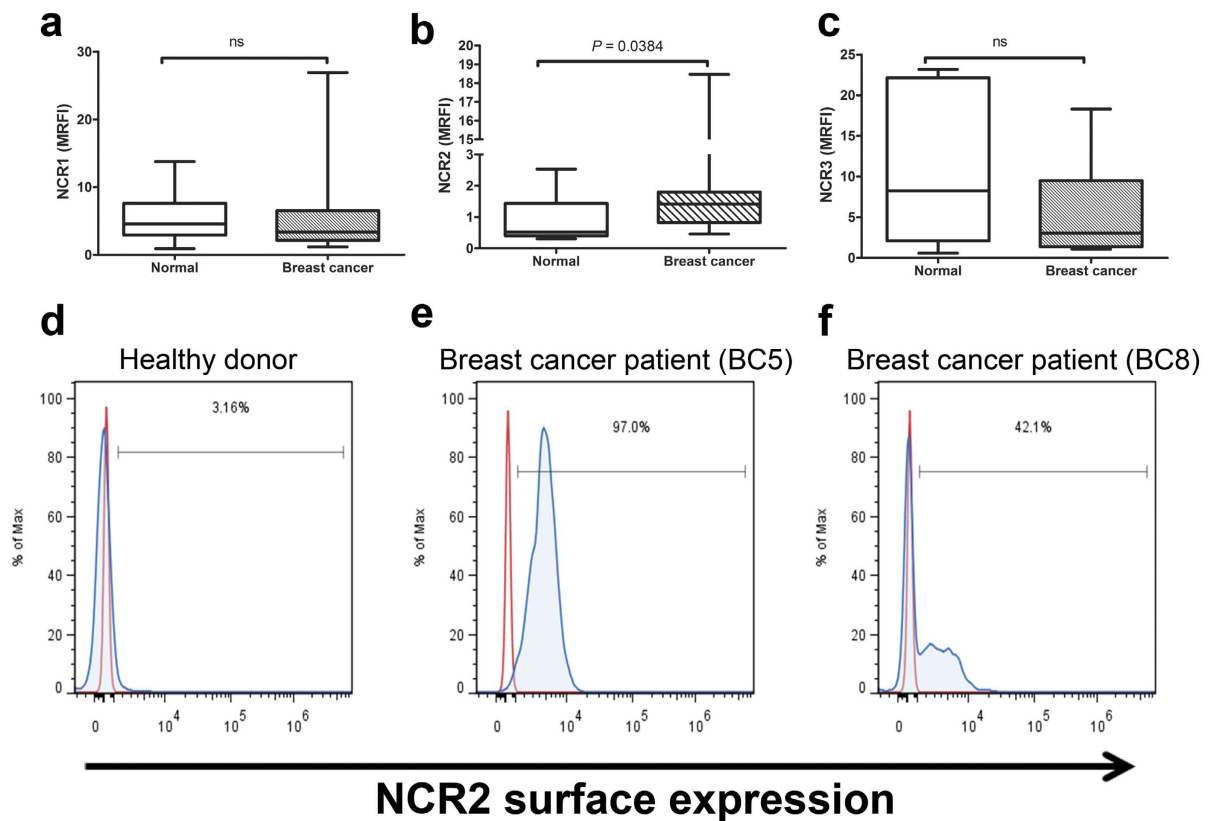 a
ns
NCR1 (MRFI)
30
20
10
0
Normal
Breast cancer
b
P = 0.0384
NCR2 (MRFI)
20
19
18
17
16
15
3
2
1
0
Normal
Breast cancer
c
ns
NCR3 (MRFI)
25
20
15
10
5
0
Normal
Breast cancer
d
Healthy donor
3.16%
% of Max
100
80
60
40
20
0
0 10^4 10^5 10^6
e
Breast cancer patient (BC5)
97.0%
% of Max
100
80
60
40
20
0
0 10^4 10^5 10^6
f
Breast cancer patient (BC8)
42.1%
% of Max
100
80
60
40
20
0
0 10^4 10^5 10^6
NCR2 surface expression